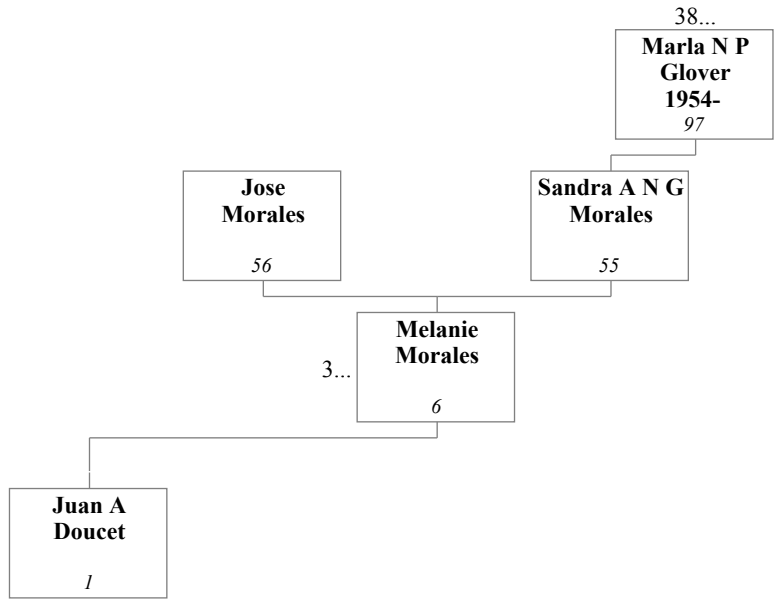 38...
Marla N P
Glover
1954-
97
Jose
Morales
56
Sandra A N G
Morales
55
3...
Melanie
Morales
6
Juan A
Doucet
1